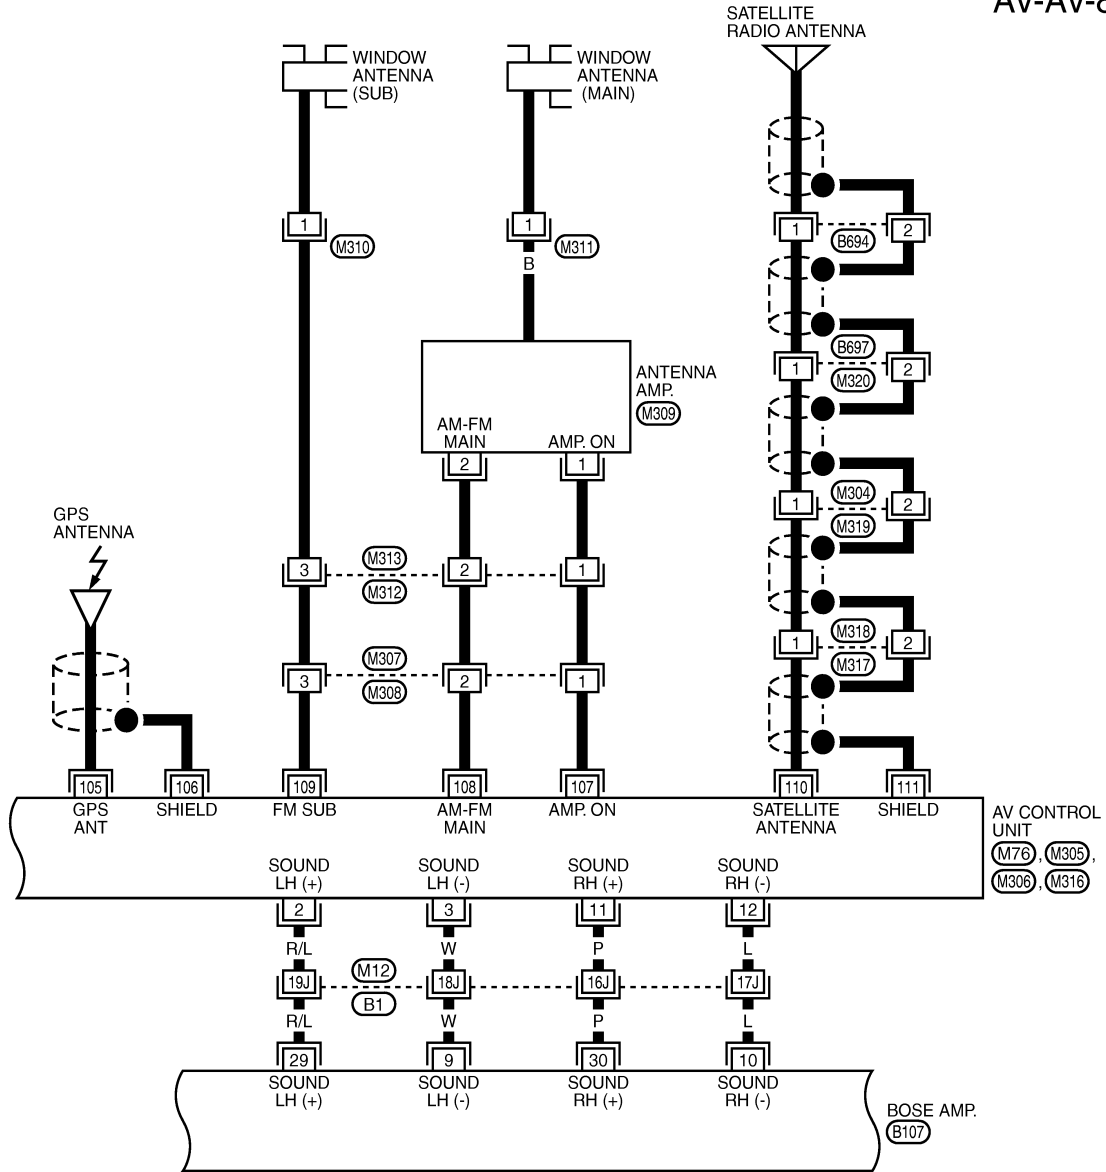 AV-AV-8
SATELLITE
RADIO ANTENNA
WINDOW
ANTENNA
(SUB)
WINDOW
ANTENNA
(MAIN)
1
M310
1
M311
B
1
B694
2
B697
1
M320
2
ANTENNA
AMP.
M309
AM-FM
MAIN
AMP. ON
2
1
GPS
ANTENNA
M304
1
M319
2
M313
3
M312
2
1
M318
1
M317
2
M307
3
M308
2
1
105
106
109
108
107
110
111
GPS
ANT
SHIELD
FM SUB
AM-FM
MAIN
AMP. ON
SATELLITE
ANTENNA
SHIELD
AV CONTROL
UNIT
M76 , M305 ,
M306 , M316
SOUND
LH (+)
SOUND
LH (-)
SOUND
RH (+)
SOUND
RH (-)
2
3
11
12
R/L
W
P
L
19J
M12
B1
18J
16J
17J
R/L
W
P
L
29
9
30
10
SOUND
LH (+)
SOUND
LH (-)
SOUND
RH (+)
SOUND
RH (-)
BOSE AMP.
B107